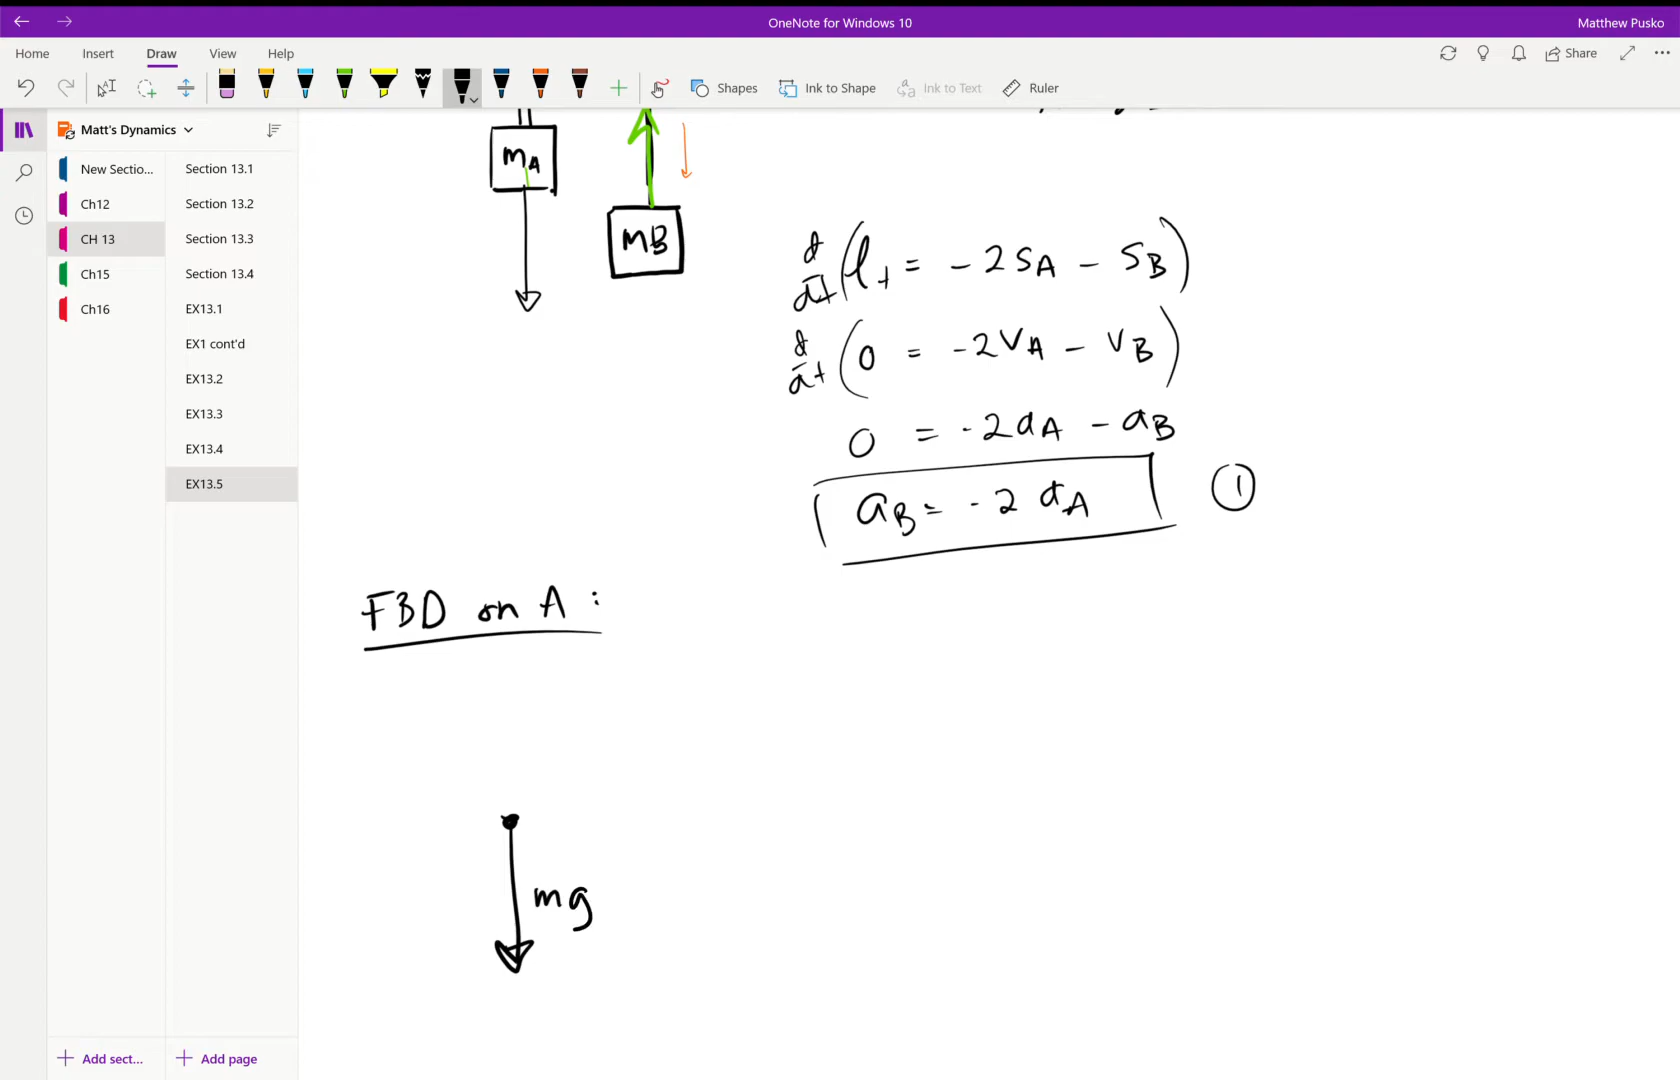 OneNote for Windows 10
Matthew Pusko
Home Insert Draw View Help
Share
Shapes
Ink to Shape
Ink to Text
Ruler
Matt's Dynamics
New Sectio...
Ch12
CH 13
Ch15
Ch16
Section 13.1
Section 13.2
Section 13.3
Section 13.4
EX13.1
EX1 cont'd
EX13.2
EX13.3
EX13.4
EX13.5
Add sect...
Add page
mA
mB
d/dt (lt = -2SA - SB)
d/dt (0 = -2VA - VB)
0 = -2aA - aB
aB = -2aA ①
FBD on A:
mg